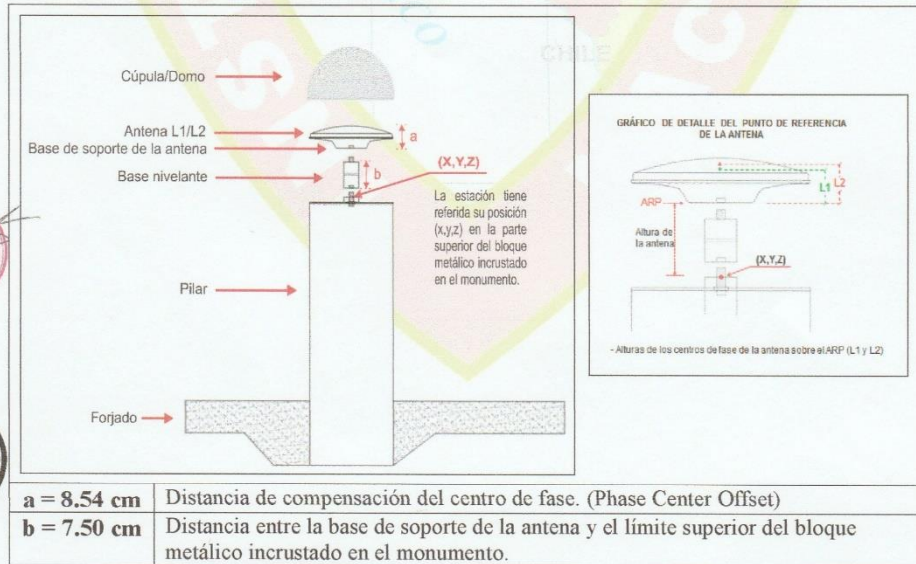 CHILE
Cúpula/Domo
Antena L1/L2
Base de soporte de la antena
Base nivelante
a
b
(X,Y,Z)
La estación tiene
referida su posición
(x,y,z) en la parte
superior del bloque
metálico incrustado
en el monumento.
Pilar
Forjado
GRÁFICO DE DETALLE DEL PUNTO DE REFERENCIA
DE LA ANTENA
L1
L2
ARP
Altura de
la antena
(X,Y,Z)
- Alturas de los centros de fase de la antena sobre el ARP (L1 y L2)
a = 8.54 cm Distancia de compensación del centro de fase. (Phase Center Offset)
b = 7.50 cm Distancia entre la base de soporte de la antena y el límite superior del bloque
metálico incrustado en el monumento.